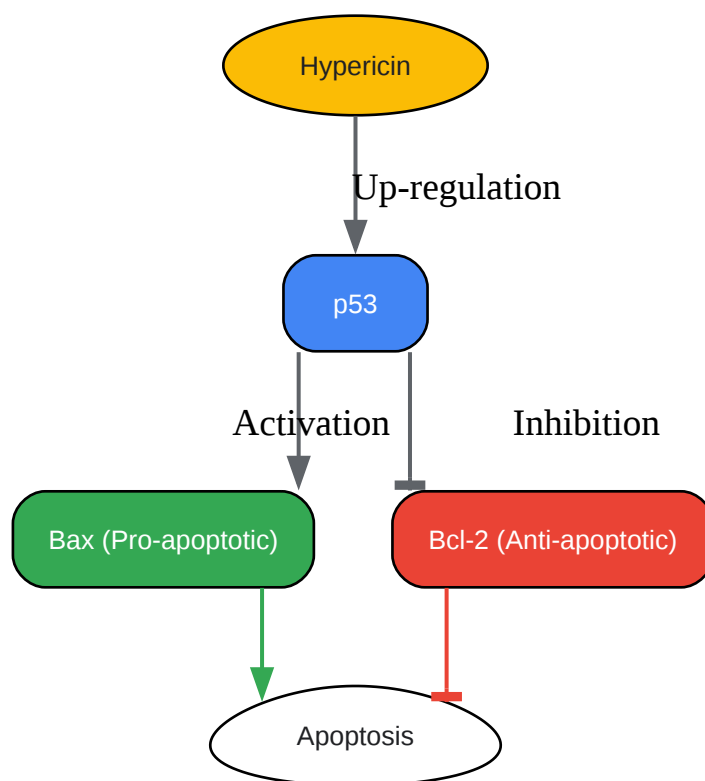 Hypericin
Up-regulation
p53
Activation
Inhibition
Bax (Pro-apoptotic)
Bcl-2 (Anti-apoptotic)
Apoptosis